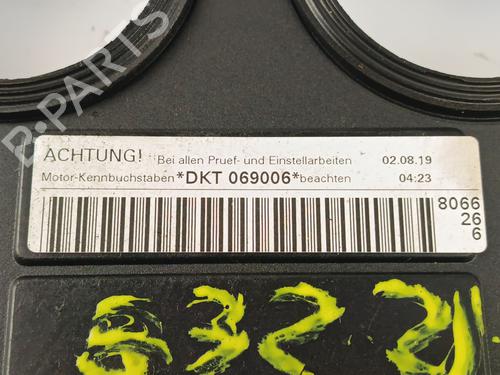 B-PARTS
ACHTUNG! Bei allen Pruef- und Einstellarbeiten 02.08.19
Motor-Kennbuchstaben *DKT 069006* beachten 04:23
8066
26
6